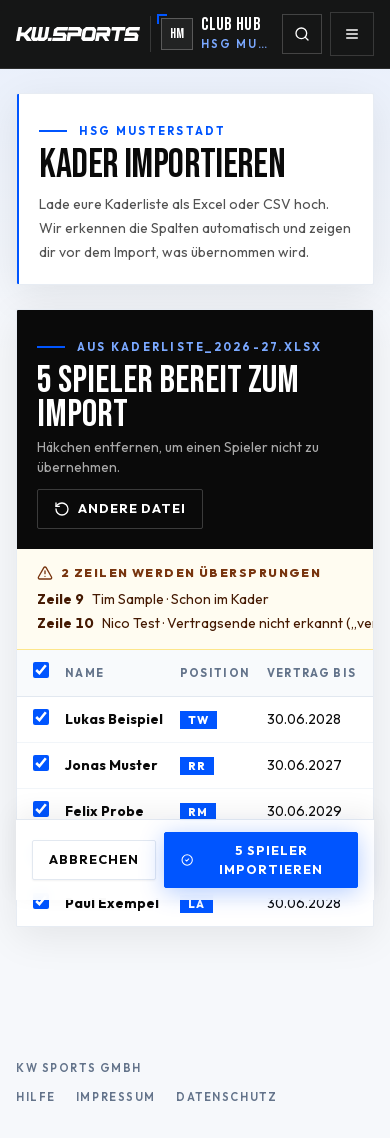 KW.SPORTS
HM
CLUB HUB
HSG MU…
HSG MUSTERSTADT
KADER IMPORTIEREN
Lade eure Kaderliste als Excel oder CSV hoch.
Wir erkennen die Spalten automatisch und zeigen
dir vor dem Import, was übernommen wird.
AUS KADERLISTE_2026-27.XLSX
5 SPIELER BEREIT ZUM
IMPORT
Häkchen entfernen, um einen Spieler nicht zu
übernehmen.
ANDERE DATEI
2 ZEILEN WERDEN ÜBERSPRUNGEN
Zeile 9 Tim Sample · Schon im Kader
Zeile 10 Nico Test · Vertragsende nicht erkannt („ver
NAME POSITION VERTRAG BIS
Lukas Beispiel TW 30.06.2028
Jonas Muster RR 30.06.2027
Felix Probe RM 30.06.2029
ABBRECHEN
5 SPIELER
IMPORTIEREN
Paul Exempel LA 30.06.2028
KW SPORTS GMBH
HILFE IMPRESSUM DATENSCHUTZ